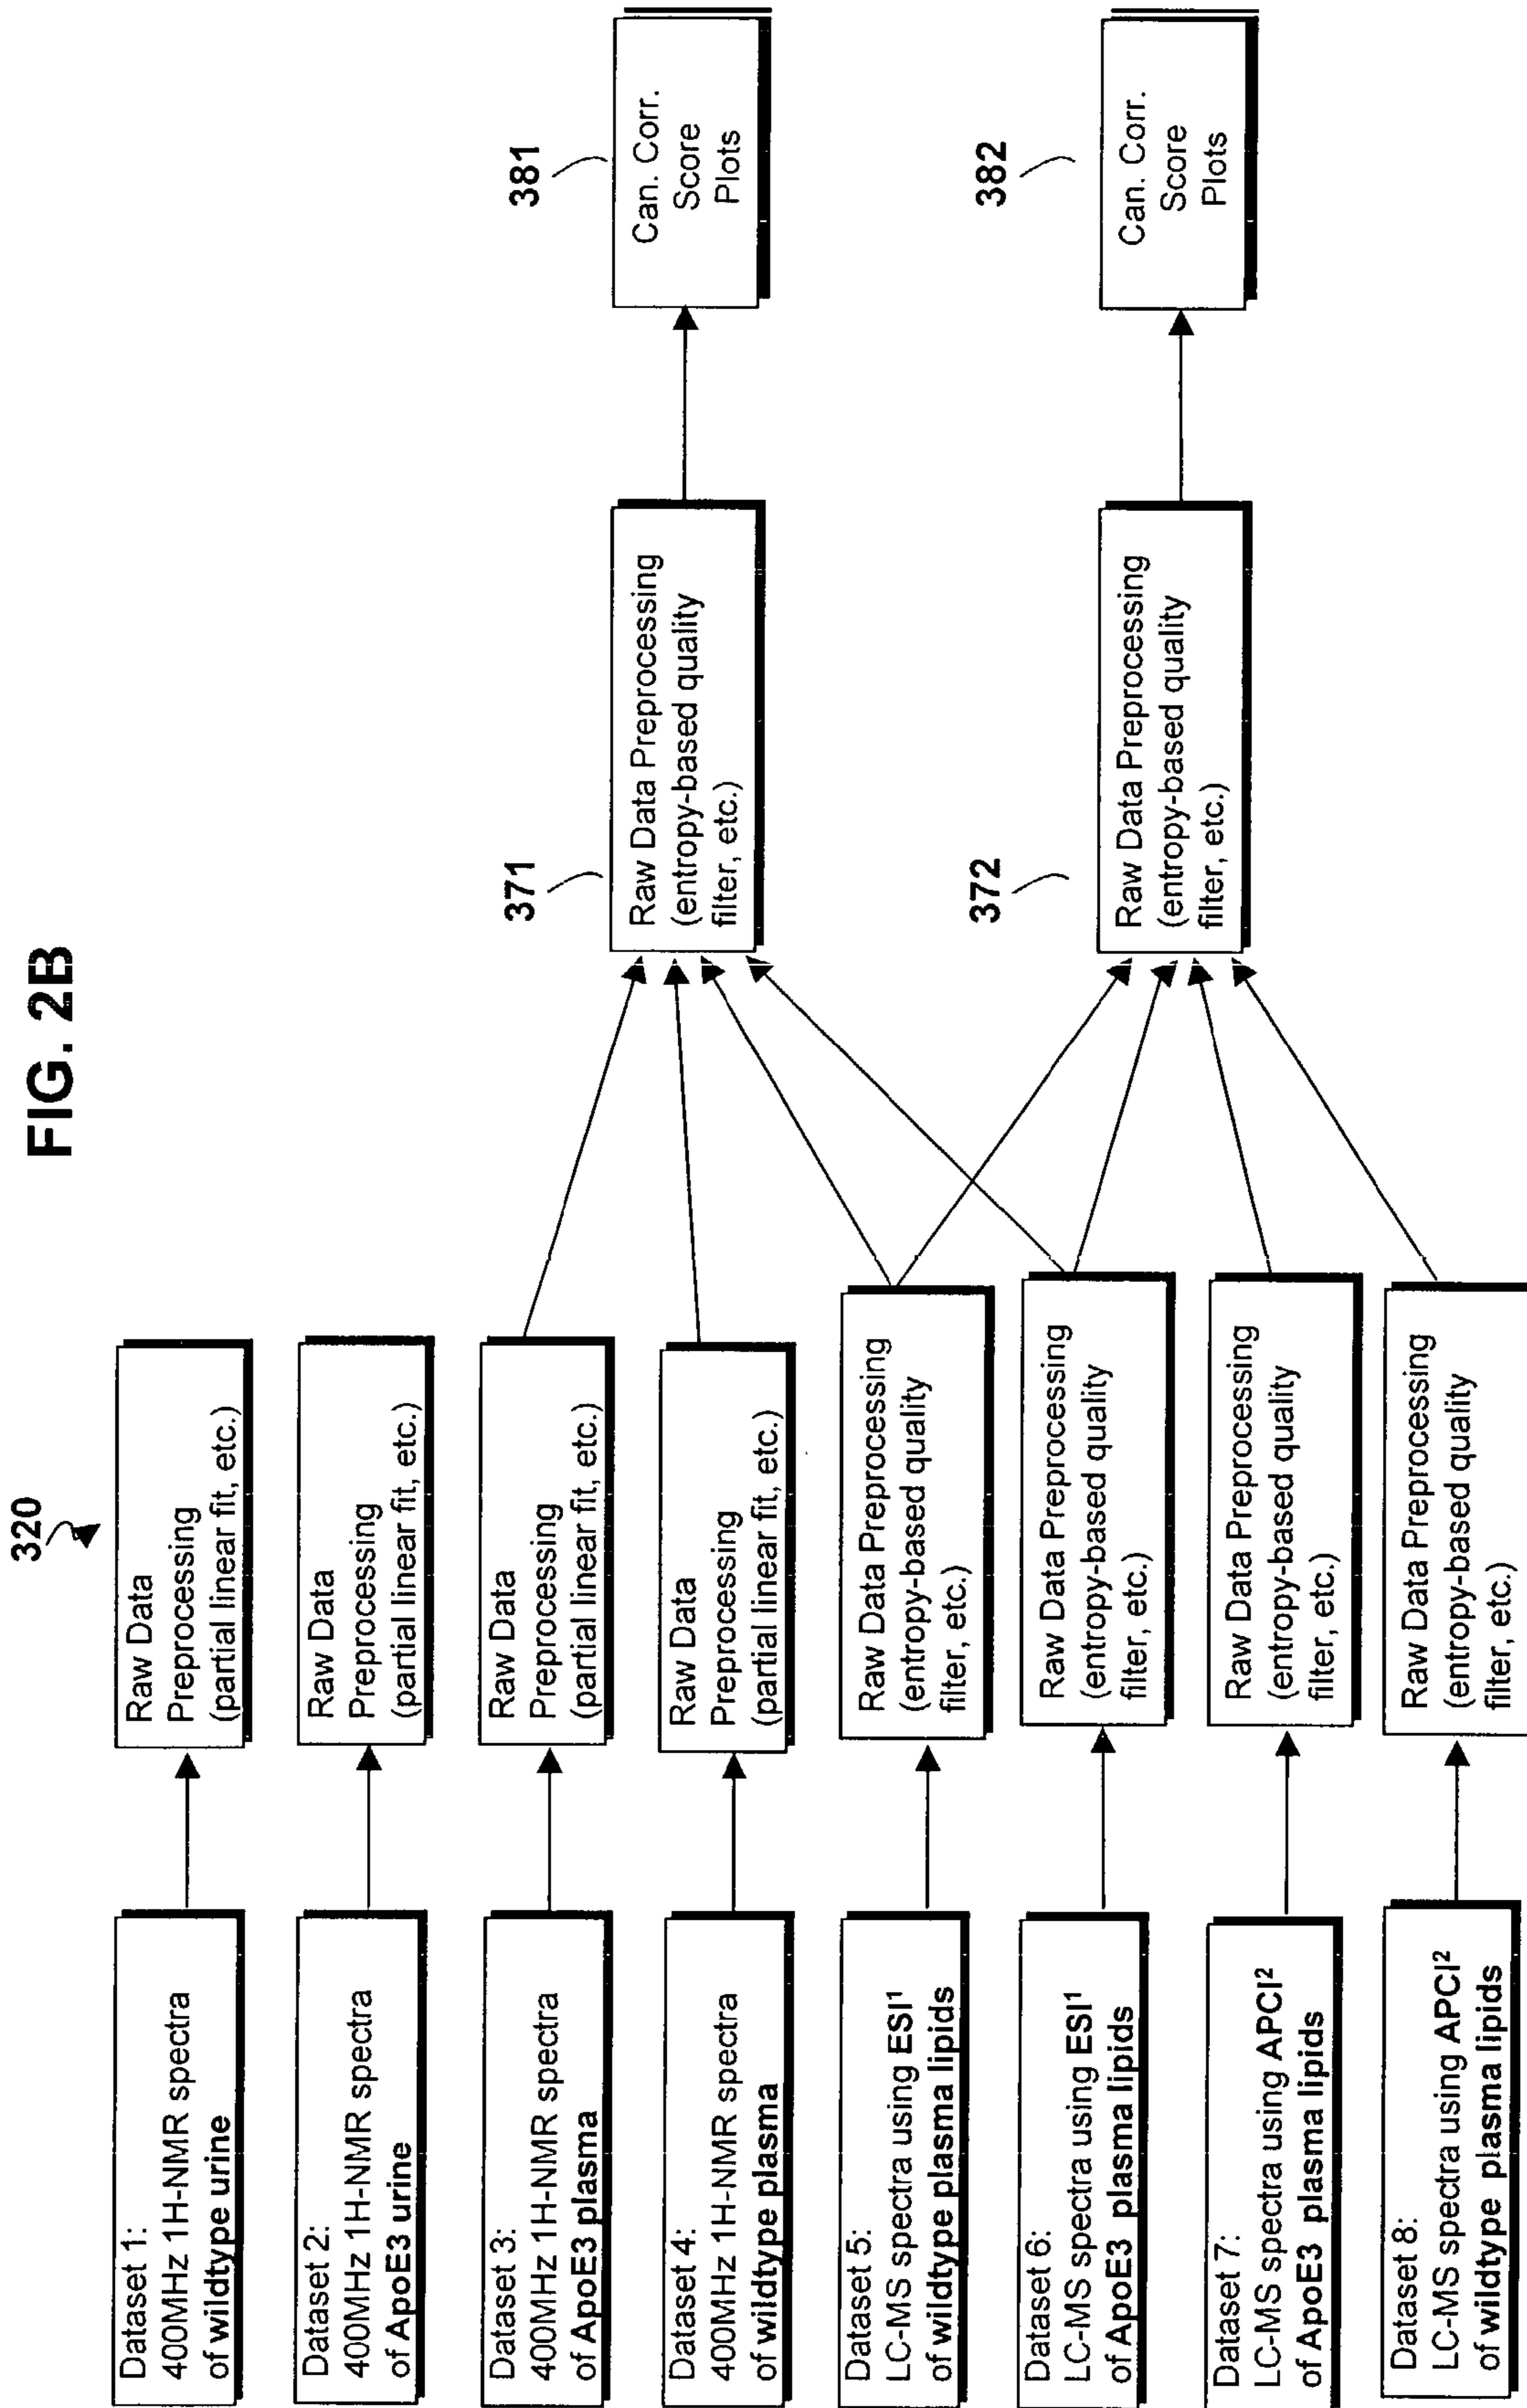 FIG. 2B
320
Dataset 1:
400MHz 1H-NMR spectra
of wildtype urine
Raw Data
Preprocessing
(partial linear fit, etc.)
Dataset 2:
400MHz 1H-NMR spectra
of ApoE3 urine
Raw Data
Preprocessing
(partial linear fit, etc.)
Dataset 3:
400MHz 1H-NMR spectra
of ApoE3 plasma
Raw Data
Preprocessing
(partial linear fit, etc.)
Dataset 4:
400MHz 1H-NMR spectra
of wildtype plasma
Raw Data
Preprocessing
(partial linear fit, etc.)
Dataset 5:
LC-MS spectra using ESI¹
of wildtype plasma lipids
Raw Data Preprocessing
(entropy-based quality
filter, etc.)
Dataset 6:
LC-MS spectra using ESI¹
of ApoE3 plasma lipids
Raw Data Preprocessing
(entropy-based quality
filter, etc.)
Dataset 7:
LC-MS spectra using APCI²
of ApoE3 plasma lipids
Raw Data Preprocessing
(entropy-based quality
filter, etc.)
Dataset 8:
LC-MS spectra using APCI²
of wildtype plasma lipids
Raw Data Preprocessing
(entropy-based quality
filter, etc.)
371
Raw Data Preprocessing
(entropy-based quality
filter, etc.)
381
Can. Corr.
Score
Plots
372
Raw Data Preprocessing
(entropy-based quality
filter, etc.)
382
Can. Corr.
Score
Plots